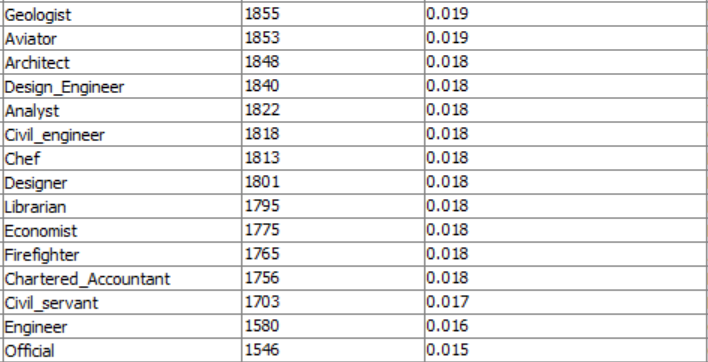 Geologist 1855 0.019
Aviator 1853 0.019
Architect 1848 0.018
Design_Engineer 1840 0.018
Analyst 1822 0.018
Civil_engineer 1818 0.018
Chef 1813 0.018
Designer 1801 0.018
Librarian 1795 0.018
Economist 1775 0.018
Firefighter 1765 0.018
Chartered_Accountant 1756 0.018
Civil_servant 1703 0.017
Engineer 1580 0.016
Official 1546 0.015